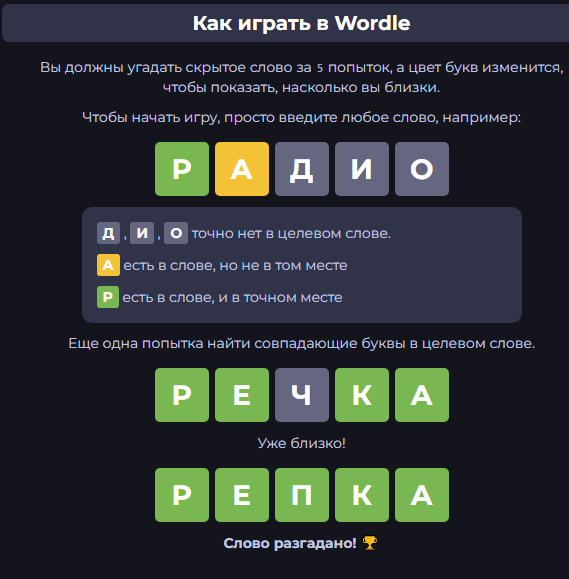 Как играть в Wordle
Вы должны угадать скрытое слово за 5 попыток, а цвет букв изменится,
чтобы показать, насколько вы близки.
Чтобы начать игру, просто введите любое слово, например:
Р А Д И О
Д , И , О точно нет в целевом слове.
А есть в слове, но не в том месте
Р есть в слове, и в точном месте
Еще одна попытка найти совпадающие буквы в целевом слове.
Р Е Ч К А
Уже близко!
Р Е П К А
Слово разгадано! 🏆